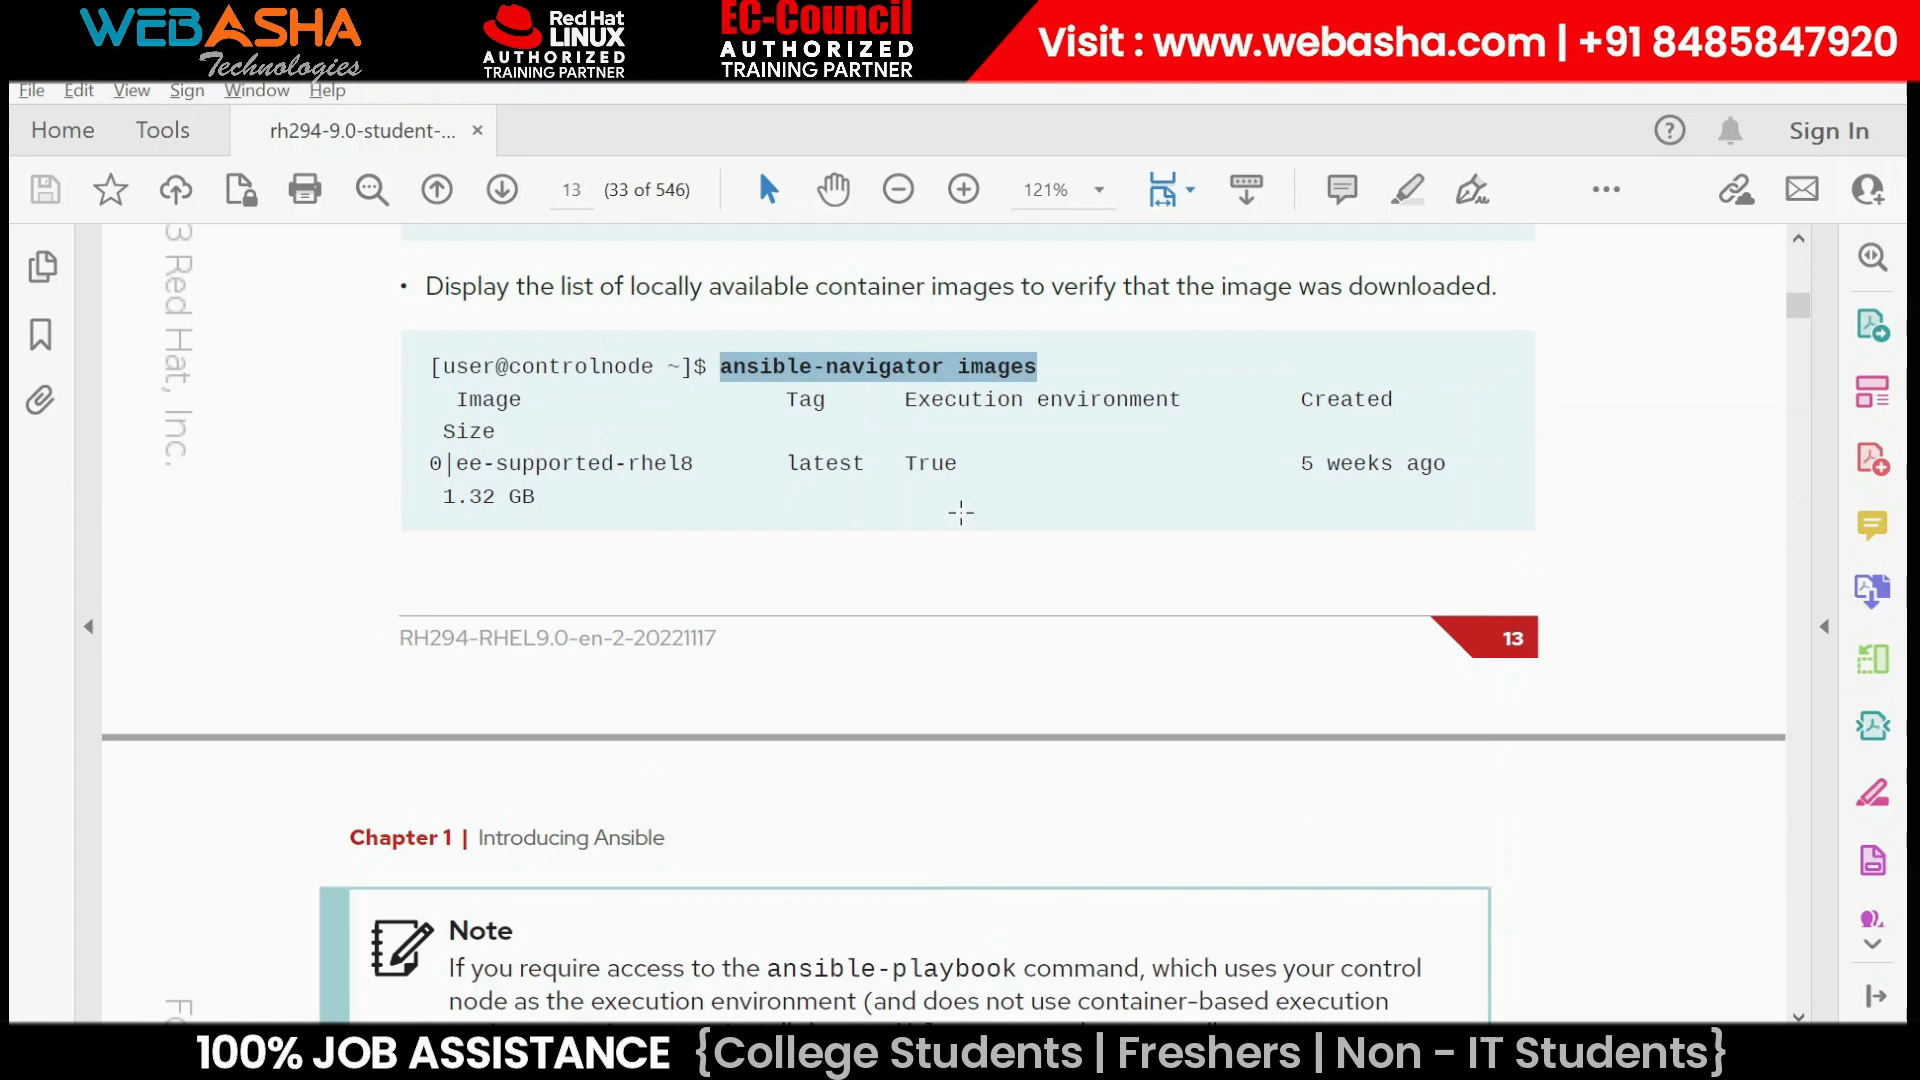 WEBASHA
Technologies
Red Hat
LINUX
AUTHORIZED
TRAINING PARTNER
EC-Council
AUTHORIZED
TRAINING PARTNER
Visit : www.webasha.com | +91 8485847920
File Edit View Sign Window Help
Home Tools rh294-9.0-student-... × Sign In
13 (33 of 546) 121%
3 Red Hat, Inc.
• Display the list of locally available container images to verify that the image was downloaded.
[user@controlnode ~]$ ansible-navigator images
Image Tag Execution environment Created
Size
0|ee-supported-rhel8 latest True 5 weeks ago
1.32 GB
RH294-RHEL9.0-en-2-20221117 13
Chapter 1 | Introducing Ansible
Note
If you require access to the ansible-playbook command, which uses your control
node as the execution environment (and does not use container-based execution
100% JOB ASSISTANCE {College Students | Freshers | Non - IT Students}